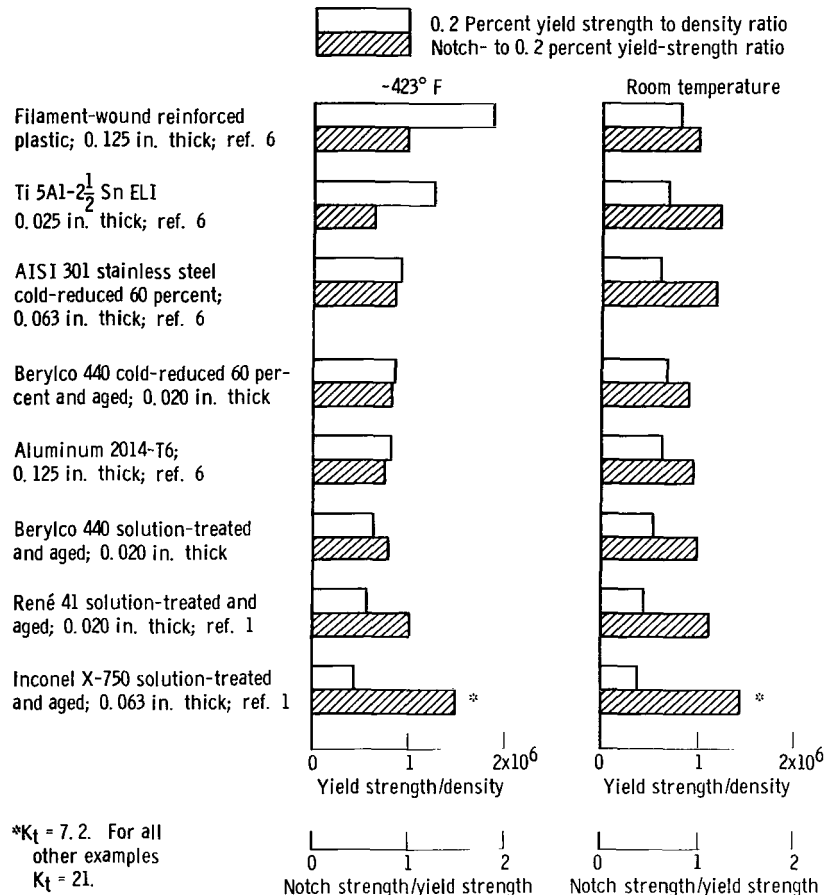 0.2 Percent yield strength to density ratio
Notch- to 0.2 percent yield-strength ratio
-423° F
Room temperature
Filament-wound reinforced
plastic; 0.125 in. thick; ref. 6
Ti 5Al-2 1/2 Sn ELI
0.025 in. thick; ref. 6
AISI 301 stainless steel
cold-reduced 60 percent;
0.063 in. thick; ref. 6
Berylco 440 cold-reduced 60 per-
cent and aged; 0.020 in. thick
Aluminum 2014-T6;
0.125 in. thick; ref. 6
Berylco 440 solution-treated
and aged; 0.020 in. thick
René 41 solution-treated and
aged; 0.020 in. thick; ref. 1
Inconel X-750 solution-treated
and aged; 0.063 in. thick; ref. 1
* *
0 1 2x10⁶ 0 1 2x10⁶
Yield strength/density Yield strength/density
*Kt = 7.2. For all
other examples
Kt = 21.
0 1 2 0 1 2
Notch strength/yield strength Notch strength/yield strength